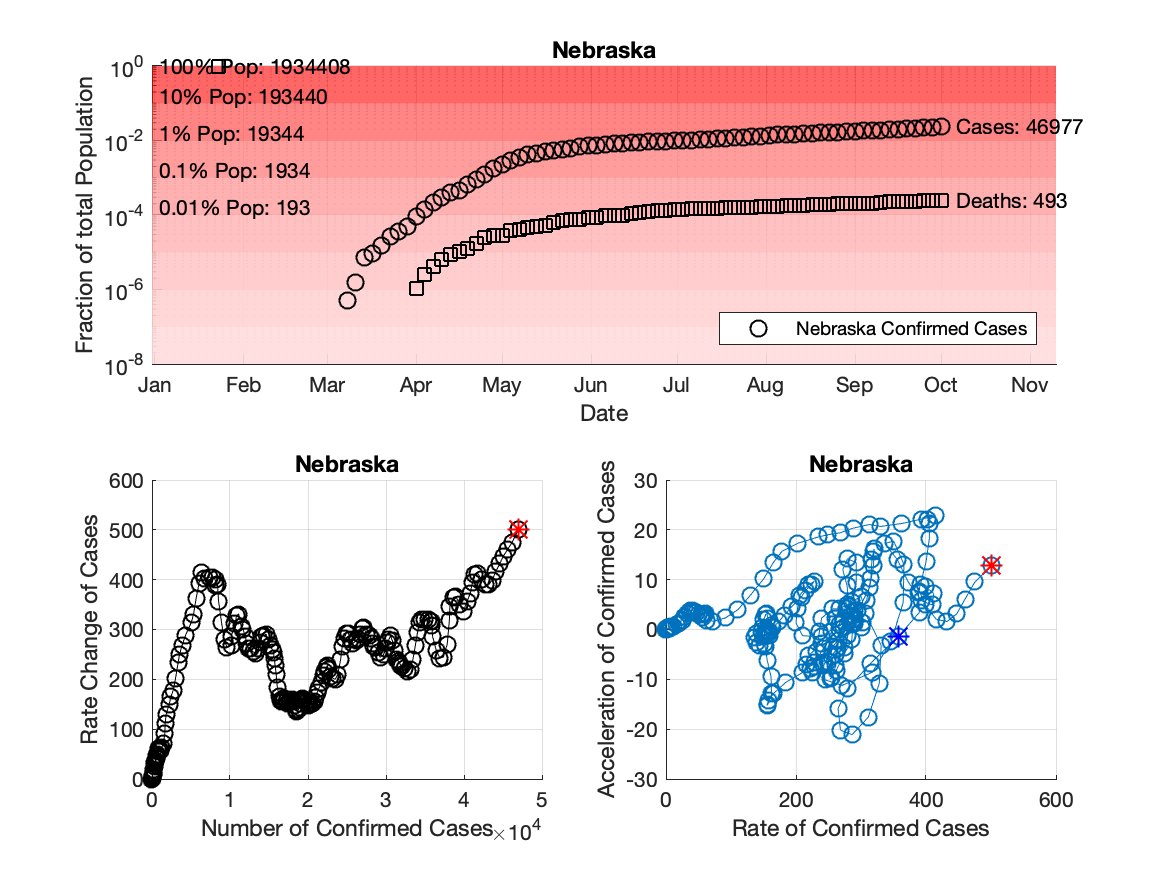 Nebraska
Fraction of total Population
10^0
10^-2
10^-4
10^-6
10^-8
100% Pop: 1934408
10% Pop: 193440
1% Pop: 19344
0.1% Pop: 1934
0.01% Pop: 193
Cases: 46977
Deaths: 493
Nebraska Confirmed Cases
Jan Feb Mar Apr May Jun Jul Aug Sep Oct Nov
Date
Nebraska
Rate Change of Cases
600
500
400
300
200
100
0
0 1 2 3 4 5
Number of Confirmed Cases ×10^4
Nebraska
Acceleration of Confirmed Cases
30
20
10
0
-10
-20
-30
0 200 400 600
Rate of Confirmed Cases